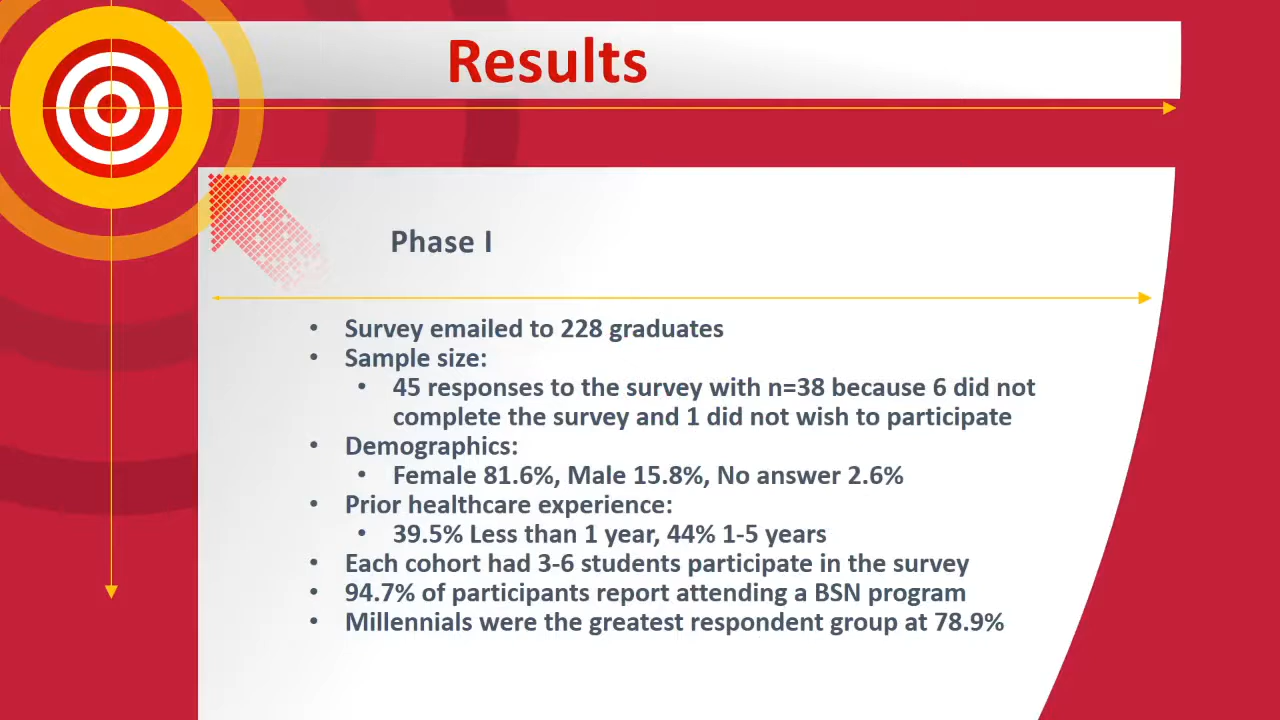 Results
Phase I
• Survey emailed to 228 graduates
• Sample size:
• 45 responses to the survey with n=38 because 6 did not
complete the survey and 1 did not wish to participate
• Demographics:
• Female 81.6%, Male 15.8%, No answer 2.6%
• Prior healthcare experience:
• 39.5% Less than 1 year, 44% 1-5 years
• Each cohort had 3-6 students participate in the survey
• 94.7% of participants report attending a BSN program
• Millennials were the greatest respondent group at 78.9%